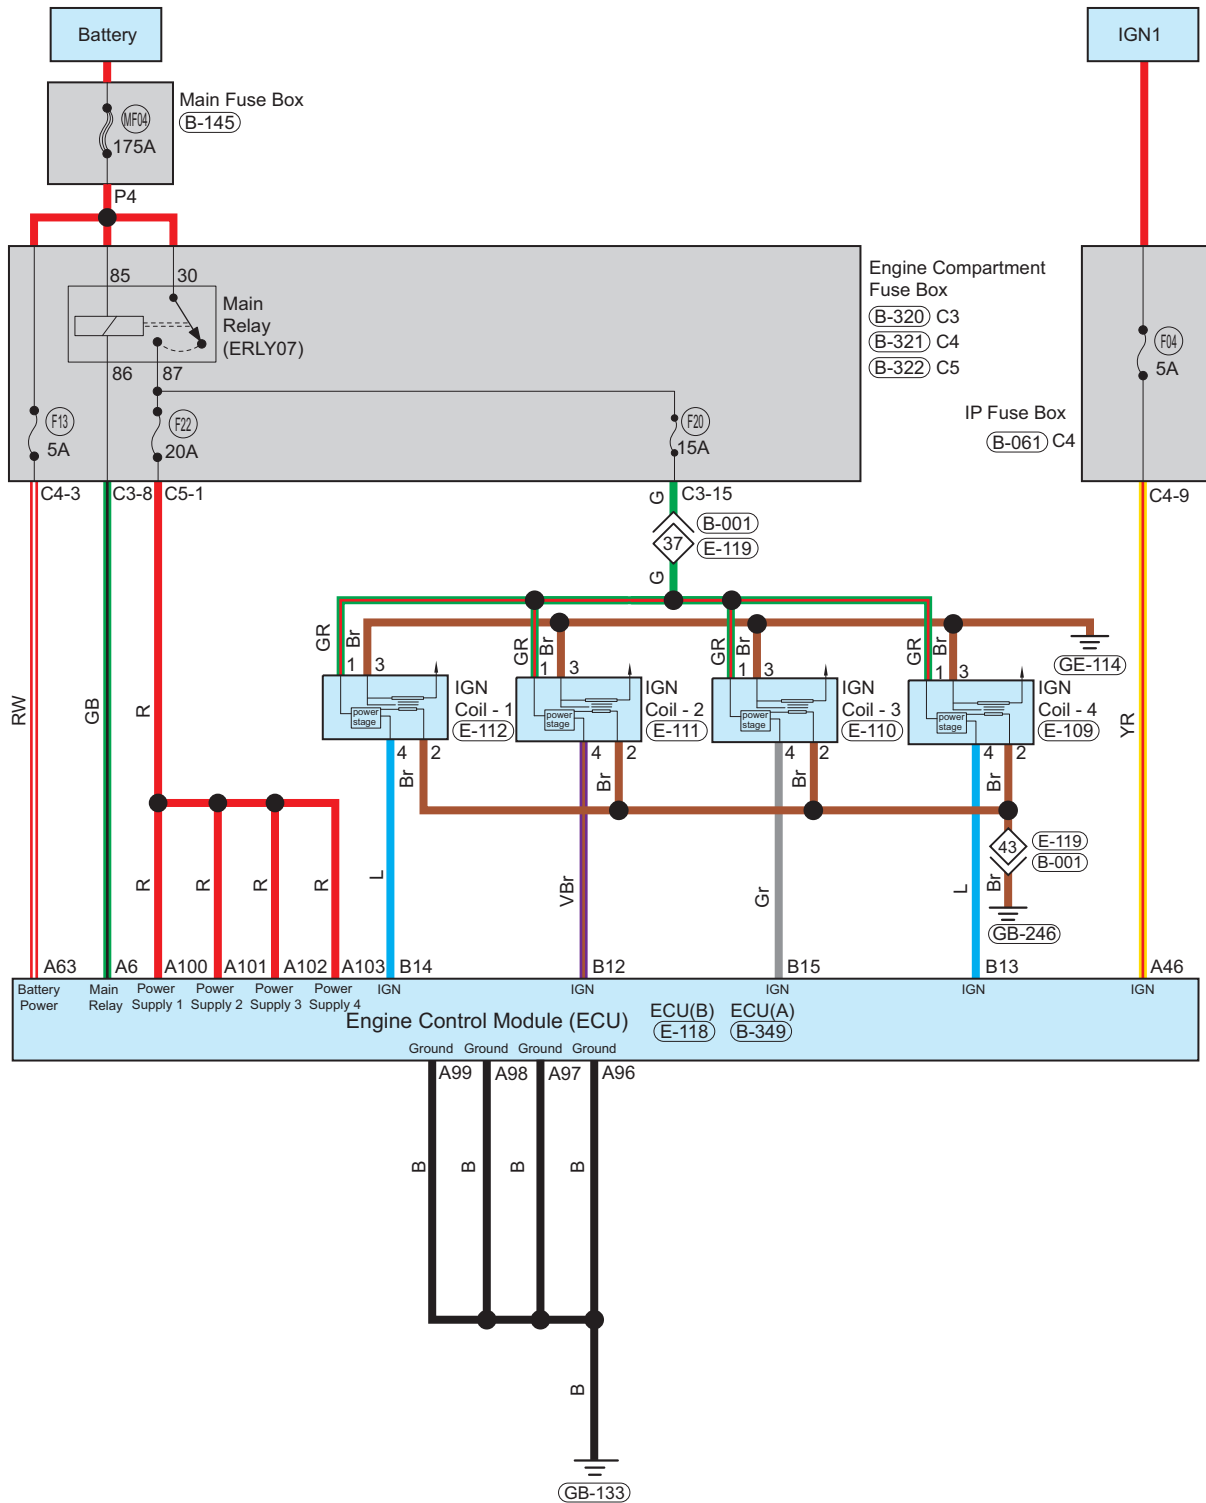 Battery
IGN1
Main Fuse Box
B-145
MF04
175A
P4
85
30
Main
Relay
(ERLY07)
86
87
F13
5A
F22
20A
F20
15A
Engine Compartment
Fuse Box
B-320 C3
B-321 C4
B-322 C5
F04
5A
IP Fuse Box
B-061 C4
C4-3
C3-8
C5-1
G
C3-15
C4-9
37
B-001
E-119
G
GR
Br
GR
Br
GR
Br
GR
Br
GE-114
1
3
1
3
1
3
1
3
power
stage
IGN
Coil - 1
E-112
power
stage
IGN
Coil - 2
E-111
power
stage
IGN
Coil - 3
E-110
power
stage
IGN
Coil - 4
E-109
RW
GB
R
YR
4
2
4
2
4
2
4
2
Br
Br
Br
Br
43
E-119
B-001
R
R
R
R
L
VBr
Gr
L
Br
GB-246
A63
A6
A100
A101
A102
A103
B14
B12
B15
B13
A46
Battery
Power
Main
Relay
Power
Supply 1
Power
Supply 2
Power
Supply 3
Power
Supply 4
IGN
IGN
IGN
IGN
IGN
Engine Control Module (ECU)
ECU(B)
E-118
ECU(A)
B-349
Ground
Ground
Ground
Ground
A99
A98
A97
A96
B
B
B
B
B
GB-133